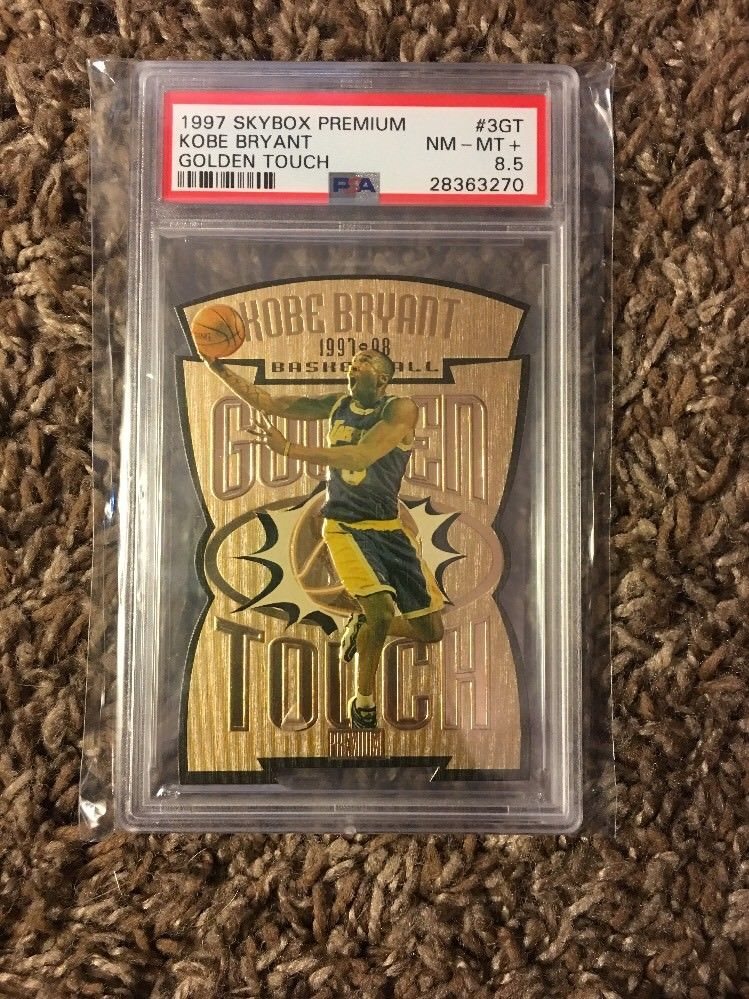 1997 SKYBOX PREMIUM #3GT
KOBE BRYANT NM - MT +
GOLDEN TOUCH 8.5
PSA 28363270
KOBE BRYANT
1997•98
BASKETBALL
GOLDEN
TOUCH
PREMIUM